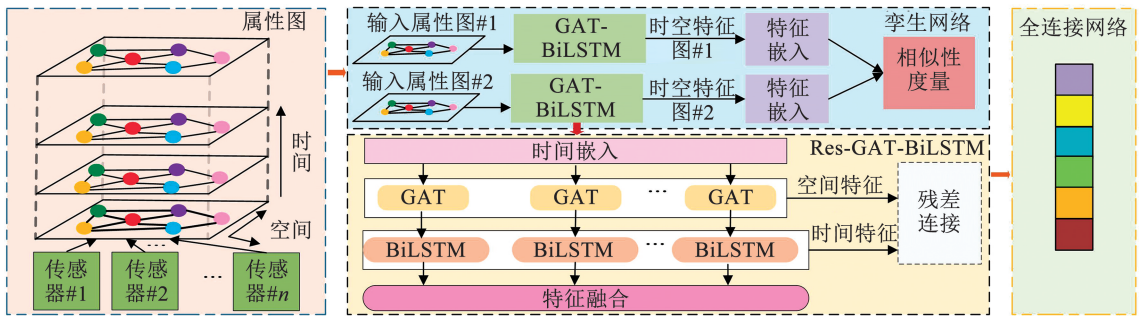 属性图
时间
空间
...
传感器#1
传感器#2
...
传感器#n
输入属性图#1
GAT-
BiLSTM
时空特征
图#1
特征
嵌入
孪生网络
相似性
度量
输入属性图#2
GAT-
BiLSTM
时空特征
图#2
特征
嵌入
时间嵌入
Res-GAT-BiLSTM
GAT
GAT
...
GAT
空间特征
残差
连接
BiLSTM
BiLSTM
...
BiLSTM
时间特征
特征融合
全连接网络